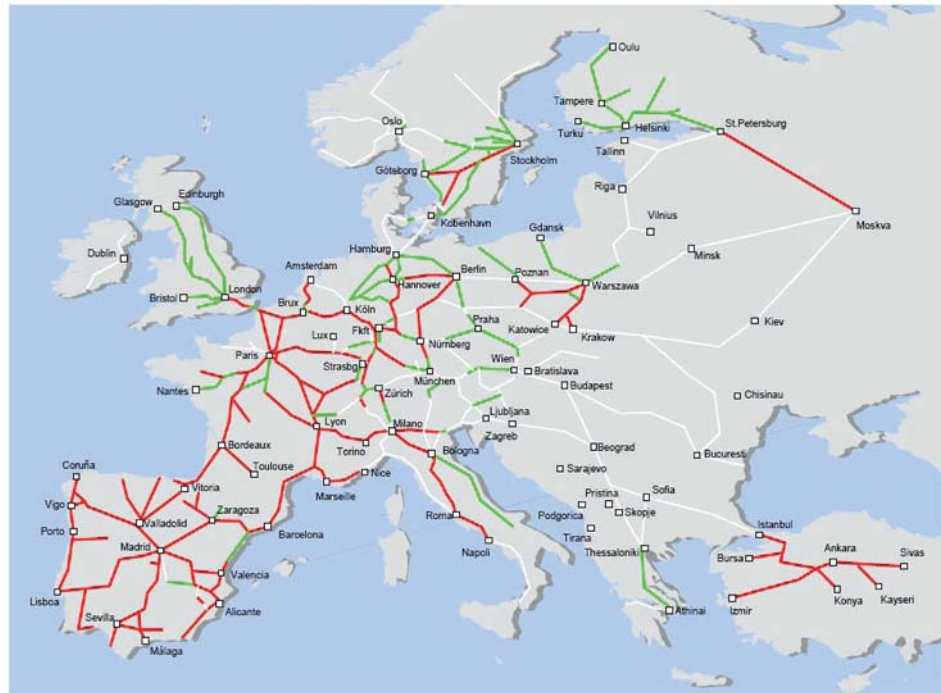 Oulu
Tampere
Turku
Helsinki
St.Petersburg
Tallinn
Oslo
Stockholm
Göteborg
Riga
Moskva
Glasgow
Edinburgh
Kobenhavn
Vilnius
Gdansk
Minsk
Dublin
Hamburg
Amsterdam
Berlin
Hannover
Poznan
Warszawa
Bristol
London
Brux
Köln
Praha
Katowice
Krakow
Kiev
Lux
Fkft
Nürnberg
Paris
Strasbg
Wien
Bratislava
München
Budapest
Nantes
Zürich
Chisinau
Lyon
Milano
Ljubljana
Zagreb
Bordeaux
Torino
Bologna
Beograd
Bucuresti
Coruña
Toulouse
Nice
Sarajevo
Vitoria
Marseille
Vigo
Zaragoza
Pristina
Sofia
Porto
Valladolid
Roma
Podgorica
Skopje
Barcelona
Istanbul
Madrid
Napoli
Tirana
Thessaloniki
Bursa
Ankara
Sivas
Valencia
Lisboa
Alicante
Konya
Kayseri
Sevilla
Athinai
Izmir
Málaga